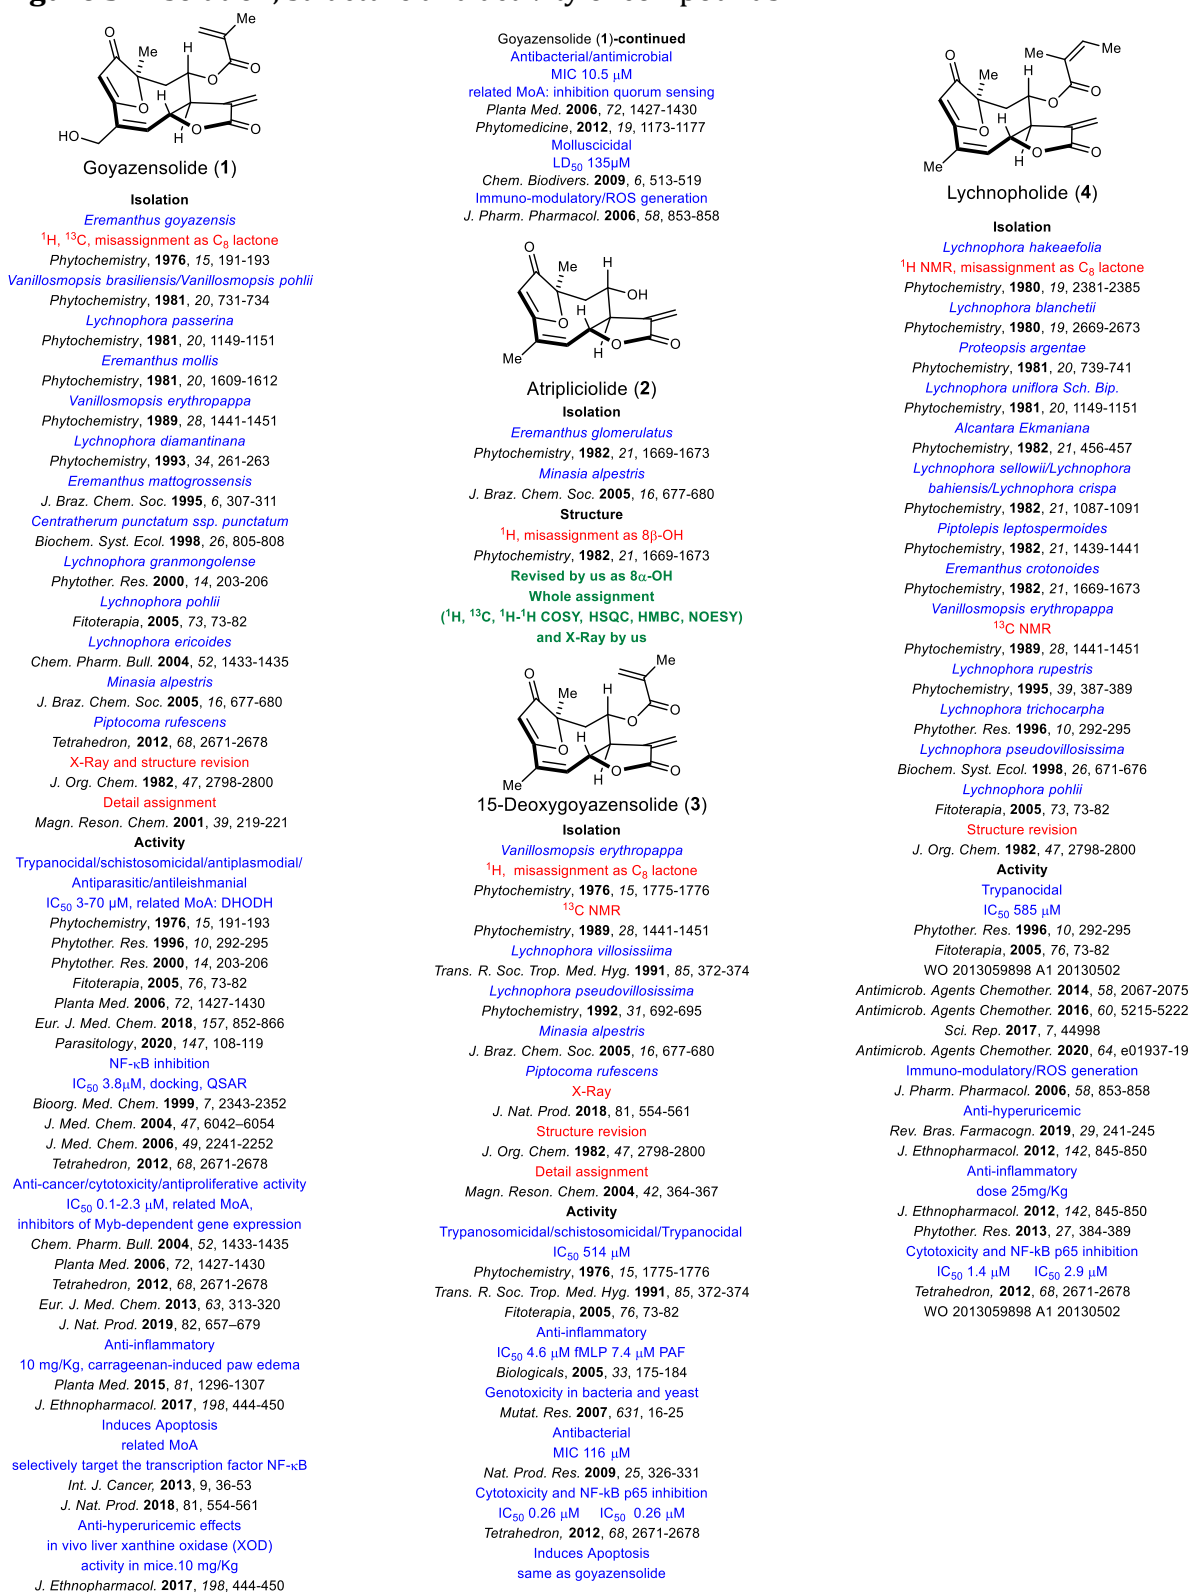 Goyazensolide (1)
Isolation
Eremanthus goyazensis
1H, 13C, misassignment as C8 lactone
Phytochemistry, 1976, 15, 191-193
Vanillosmopsis brasiliensis/Vanillosmopsis pohlii
Phytochemistry, 1981, 20, 731-734
Lychnophora passerina
Phytochemistry, 1981, 20, 1149-1151
Eremanthus mollis
Phytochemistry, 1981, 20, 1609-1612
Vanillosmopsis erythropappa
Phytochemistry, 1989, 28, 1441-1451
Lychnophora diamantinana
Phytochemistry, 1993, 34, 261-263
Eremanthus mattogrossensis
J. Braz. Chem. Soc. 1995, 6, 307-311
Centratherum punctatum ssp. punctatum
Biochem. Syst. Ecol. 1998, 26, 805-808
Lychnophora granmongolense
Phytother. Res. 2000, 14, 203-206
Lychnophora pohlii
Fitoterapia, 2005, 73, 73-82
Lychnophora ericoides
Chem. Pharm. Bull. 2004, 52, 1433-1435
Minasia alpestris
J. Braz. Chem. Soc. 2005, 16, 677-680
Piptocoma rufescens
Tetrahedron, 2012, 68, 2671-2678
X-Ray and structure revision
J. Org. Chem. 1982, 47, 2798-2800
Detail assignment
Magn. Reson. Chem. 2001, 39, 219-221
Activity
Trypanocidal/schistosomicidal/antiplasmodial/
Antiparasitic/antileishmanial
IC50 3-70 μM, related MoA: DHODH
Phytochemistry, 1976, 15, 191-193
Phytother. Res. 1996, 10, 292-295
Phytother. Res. 2000, 14, 203-206
Fitoterapia, 2005, 76, 73-82
Planta Med. 2006, 72, 1427-1430
Eur. J. Med. Chem. 2018, 157, 852-866
Parasitology, 2020, 147, 108-119
NF-κB inhibition
IC50 3.8μM, docking, QSAR
Bioorg. Med. Chem. 1999, 7, 2343-2352
J. Med. Chem. 2004, 47, 6042–6054
J. Med. Chem. 2006, 49, 2241-2252
Tetrahedron, 2012, 68, 2671-2678
Anti-cancer/cytotoxicity/antiproliferative activity
IC50 0.1-2.3 μM, related MoA,
inhibitors of Myb-dependent gene expression
Chem. Pharm. Bull. 2004, 52, 1433-1435
Planta Med. 2006, 72, 1427-1430
Tetrahedron, 2012, 68, 2671-2678
Eur. J. Med. Chem. 2013, 63, 313-320
J. Nat. Prod. 2019, 82, 657–679
Anti-inflammatory
10 mg/Kg, carrageenan-induced paw edema
Planta Med. 2015, 81, 1296-1307
J. Ethnopharmacol. 2017, 198, 444-450
Induces Apoptosis
related MoA
selectively target the transcription factor NF-κB
Int. J. Cancer, 2013, 9, 36-53
J. Nat. Prod. 2018, 81, 554-561
Anti-hyperuricemic effects
in vivo liver xanthine oxidase (XOD)
activity in mice.10 mg/Kg
J. Ethnopharmacol. 2017, 198, 444-450
Goyazensolide (1)-continued
Antibacterial/antimicrobial
MIC 10.5 μM
related MoA: inhibition quorum sensing
Planta Med. 2006, 72, 1427-1430
Phytomedicine, 2012, 19, 1173-1177
Molluscicidal
LD50 135μM
Chem. Biodivers. 2009, 6, 513-519
Immuno-modulatory/ROS generation
J. Pharm. Pharmacol. 2006, 58, 853-858
Atripliciolide (2)
Isolation
Eremanthus glomerulatus
Phytochemistry, 1982, 21, 1669-1673
Minasia alpestris
J. Braz. Chem. Soc. 2005, 16, 677-680
Structure
1H, misassignment as 8β-OH
Phytochemistry, 1982, 21, 1669-1673
Revised by us as 8α-OH
Whole assignment
(1H, 13C, 1H-1H COSY, HSQC, HMBC, NOESY)
and X-Ray by us
15-Deoxygoyazensolide (3)
Isolation
Vanillosmopsis erythropappa
1H, misassignment as C8 lactone
Phytochemistry, 1976, 15, 1775-1776
13C NMR
Phytochemistry, 1989, 28, 1441-1451
Lychnophora villosissiima
Trans. R. Soc. Trop. Med. Hyg. 1991, 85, 372-374
Lychnophora pseudovillosissima
Phytochemistry, 1992, 31, 692-695
Minasia alpestris
J. Braz. Chem. Soc. 2005, 16, 677-680
Piptocoma rufescens
X-Ray
J. Nat. Prod. 2018, 81, 554-561
Structure revision
J. Org. Chem. 1982, 47, 2798-2800
Detail assignment
Magn. Reson. Chem. 2004, 42, 364-367
Activity
Trypanosomicidal/schistosomicidal/Trypanocidal
IC50 514 μM
Phytochemistry, 1976, 15, 1775-1776
Trans. R. Soc. Trop. Med. Hyg. 1991, 85, 372-374
Fitoterapia, 2005, 76, 73-82
Anti-inflammatory
IC50 4.6 μM fMLP 7.4 μM PAF
Biologicals, 2005, 33, 175-184
Genotoxicity in bacteria and yeast
Mutat. Res. 2007, 631, 16-25
Antibacterial
MIC 116 μM
Nat. Prod. Res. 2009, 25, 326-331
Cytotoxicity and NF-kB p65 inhibition
IC50 0.26 μM IC50 0.26 μM
Tetrahedron, 2012, 68, 2671-2678
Induces Apoptosis
same as goyazensolide
Lychnopholide (4)
Isolation
Lychnophora hakeaefolia
1H NMR, misassignment as C8 lactone
Phytochemistry, 1980, 19, 2381-2385
Lychnophora blanchetii
Phytochemistry, 1980, 19, 2669-2673
Proteopsis argentae
Phytochemistry, 1981, 20, 739-741
Lychnophora uniflora Sch. Bip.
Phytochemistry, 1981, 20, 1149-1151
Alcantara Ekmaniana
Phytochemistry, 1982, 21, 456-457
Lychnophora sellowii/Lychnophora
bahiensis/Lychnophora crispa
Phytochemistry, 1982, 21, 1087-1091
Piptolepis leptospermoides
Phytochemistry, 1982, 21, 1439-1441
Eremanthus crotonoides
Phytochemistry, 1982, 21, 1669-1673
Vanillosmopsis erythropappa
13C NMR
Phytochemistry, 1989, 28, 1441-1451
Lychnophora rupestris
Phytochemistry, 1995, 39, 387-389
Lychnophora trichocarpha
Phytother. Res. 1996, 10, 292-295
Lychnophora pseudovillosissima
Biochem. Syst. Ecol. 1998, 26, 671-676
Lychnophora pohlii
Fitoterapia, 2005, 73, 73-82
Structure revision
J. Org. Chem. 1982, 47, 2798-2800
Activity
Trypanocidal
IC50 585 μM
Phytother. Res. 1996, 10, 292-295
Fitoterapia, 2005, 76, 73-82
WO 2013059898 A1 20130502
Antimicrob. Agents Chemother. 2014, 58, 2067-2075
Antimicrob. Agents Chemother. 2016, 60, 5215-5222
Sci. Rep. 2017, 7, 44998
Antimicrob. Agents Chemother. 2020, 64, e01937-19
Immuno-modulatory/ROS generation
J. Pharm. Pharmacol. 2006, 58, 853-858
Anti-hyperuricemic
Rev. Bras. Farmacogn. 2019, 29, 241-245
J. Ethnopharmacol. 2012, 142, 845-850
Anti-inflammatory
dose 25mg/Kg
J. Ethnopharmacol. 2012, 142, 845-850
Phytother. Res. 2013, 27, 384-389
Cytotoxicity and NF-kB p65 inhibition
IC50 1.4 μM IC50 2.9 μM
Tetrahedron, 2012, 68, 2671-2678
WO 2013059898 A1 20130502